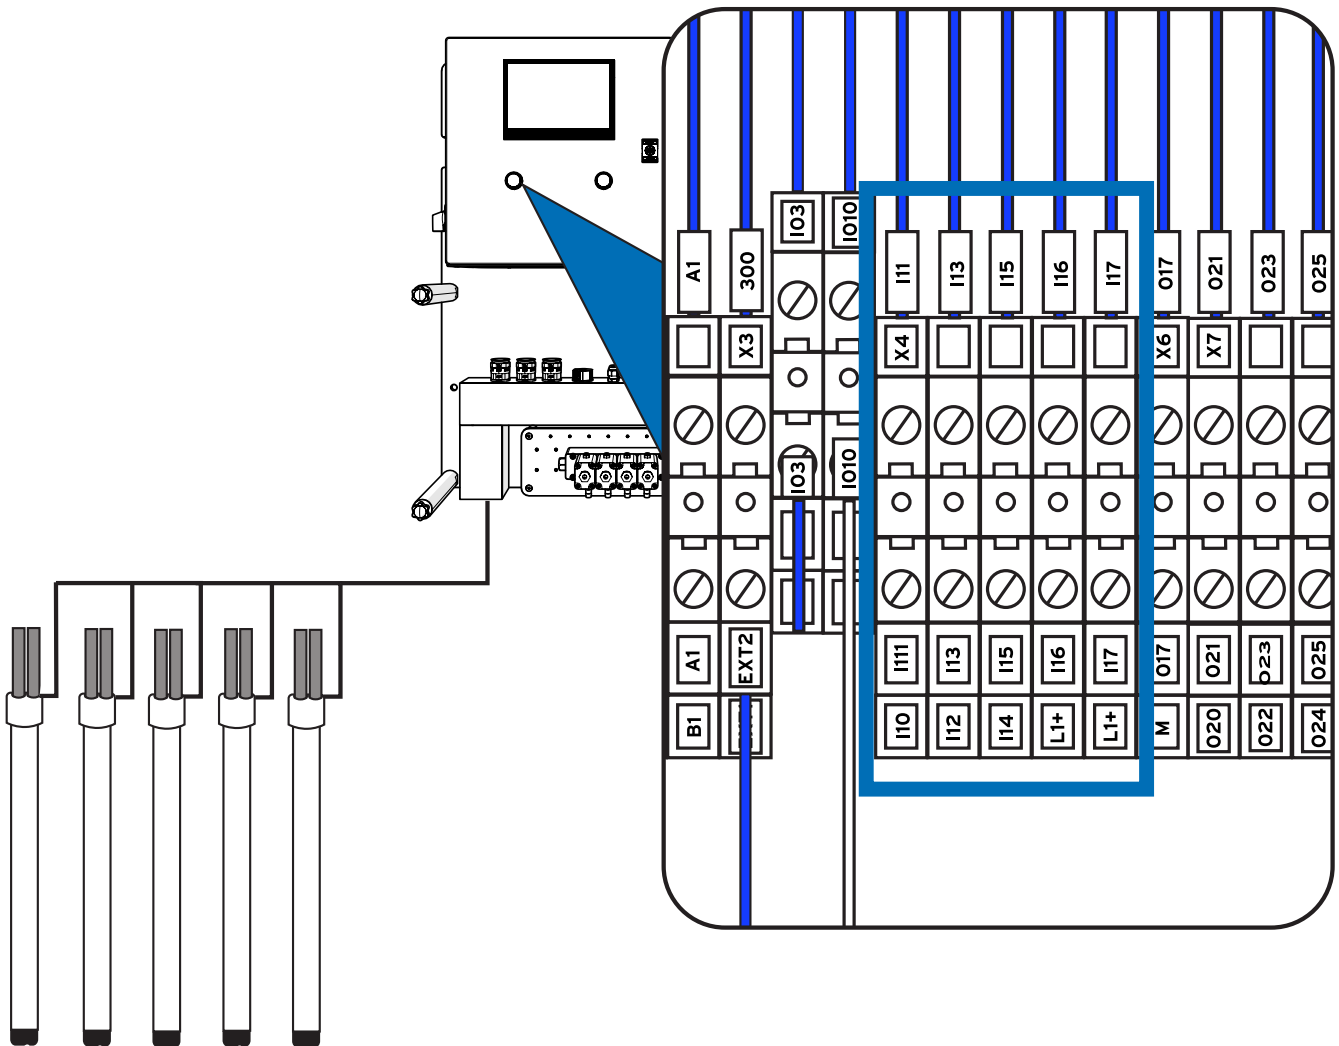 IO3 IO10
A1 300 I11 I13 I15 I16 I17 O17 O21 O23 O25
X3 X4 X6 X7
IO3 IO10
A1 EXT2 I111 I13 I15 I16 I17 O17 O21 O23 O25
B1 I10 I12 I14 L1+ L1+ M O20 O22 O24